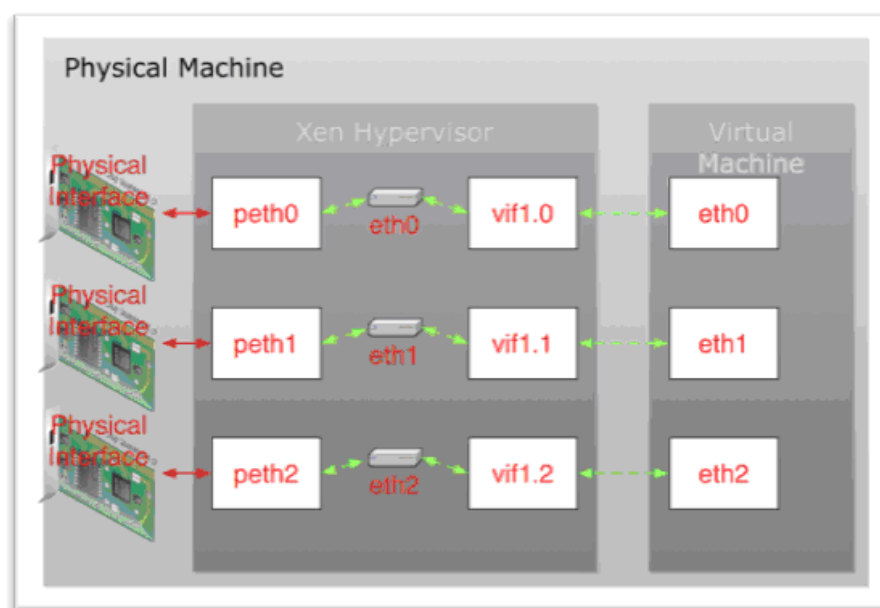 Physical Machine
Xen Hypervisor
Virtual
Machine
Physical
Interface
peth0
eth0
vif1.0
eth0
Physical
Interface
peth1
eth1
vif1.1
eth1
Physical
Interface
peth2
eth2
vif1.2
eth2